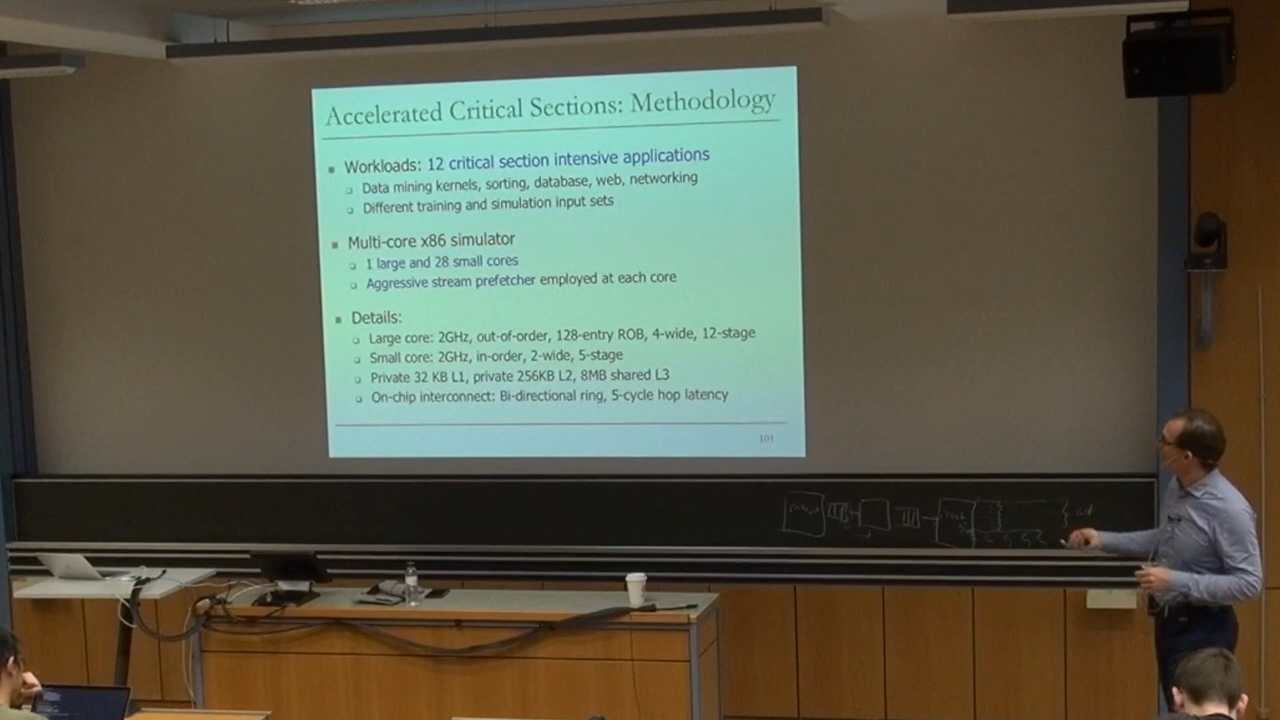 Accelerated Critical Sections: Methodology
Workloads: 12 critical section intensive applications
Data mining kernels, sorting, database, web, networking
Different training and simulation input sets
Multi-core x86 simulator
1 large and 28 small cores
Aggressive stream prefetcher employed at each core
Details:
Large core: 2GHz, out-of-order, 128-entry ROB, 4-wide, 12-stage
Small core: 2GHz, in-order, 2-wide, 5-stage
Private 32 KB L1, private 256KB L2, 8MB shared L3
On-chip interconnect: Bi-directional ring, 5-cycle hop latency
101